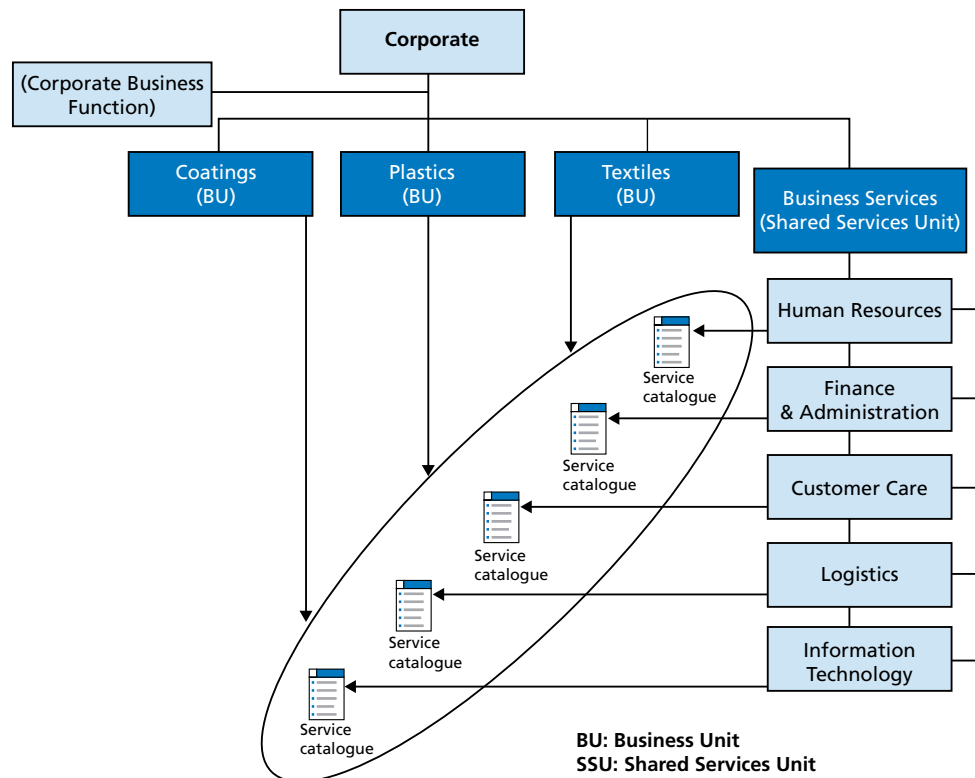 Corporate
(Corporate Business
Function)
Coatings
(BU)
Plastics
(BU)
Textiles
(BU)
Business Services
(Shared Services Unit)
Human Resources
Service
catalogue
Finance
& Administration
Service
catalogue
Customer Care
Service
catalogue
Logistics
Service
catalogue
Information
Technology
Service
catalogue
BU: Business Unit
SSU: Shared Services Unit